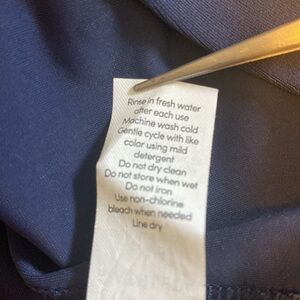 Rinse in fresh water
after each use
Machine wash cold
Gentle cycle with like
color using mild
detergent
Do not dry clean
Do not store when wet
Do not iron
Use non-chlorine
bleach when needed
Line dry